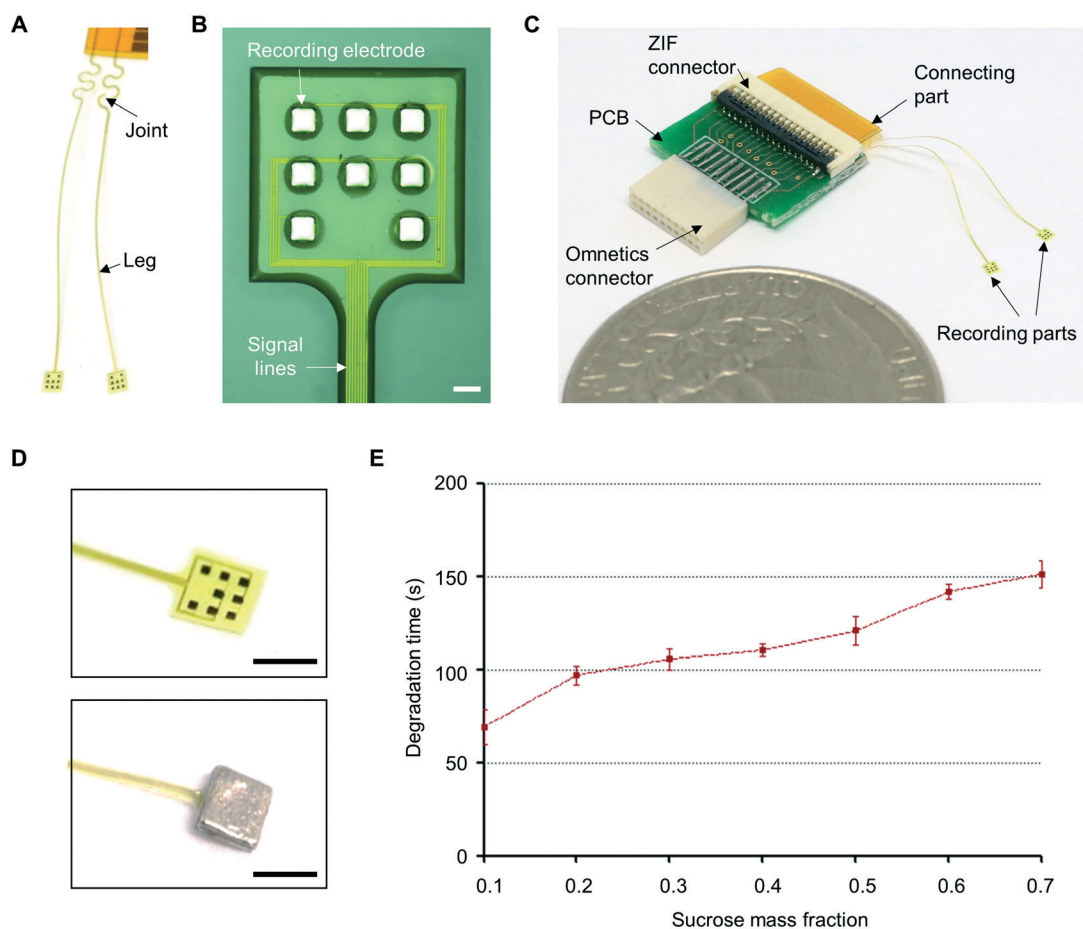 A
Joint
Leg
B
Recording electrode
Signal
lines
C
ZIF
connector
Connecting
part
PCB
Omnetics
connector
Recording parts
D
E
Degradation time (s)
200
150
100
50
0
0.1 0.2 0.3 0.4 0.5 0.6 0.7
Sucrose mass fraction